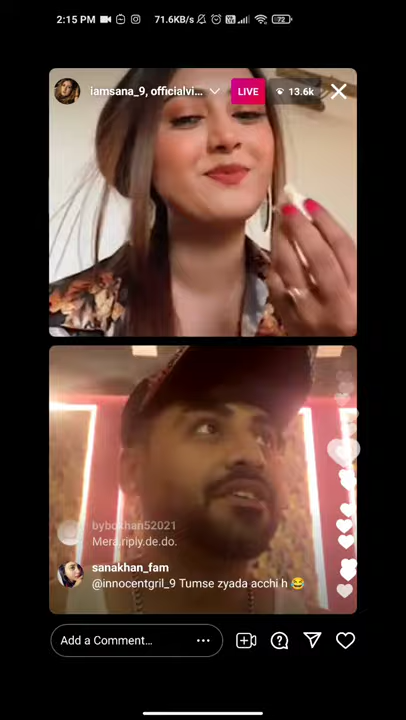 2:15 PM
71.6KB/s
72
iamsana_9, officialvi...
LIVE
13.6k
bybokhan52021
Mera.riply.de.do.
sanakhan_fam
@innocentgril_9 Tumse zyada acchi h 😂
Add a Comment...